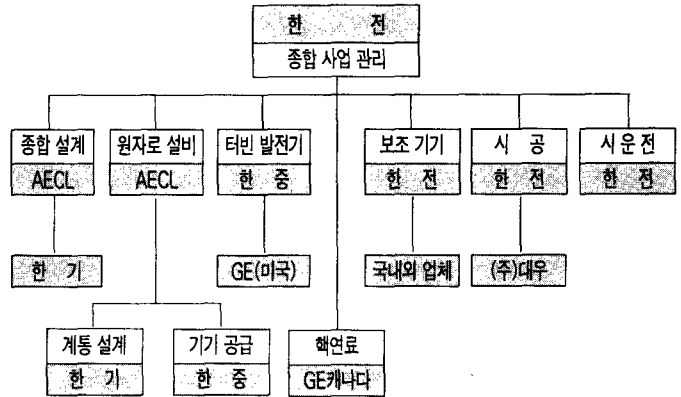 한 전
종합 사업 관리
종합 설계
AECL
원자로 설비
AECL
터빈 발전기
한 중
보조 기기
한 전
시 공
한 전
시 운 전
한 전
한 기
GE(미국)
국내외 업체
(주)대우
계통 설계
한 기
기기 공급
한 중
핵연료
GE캐나다